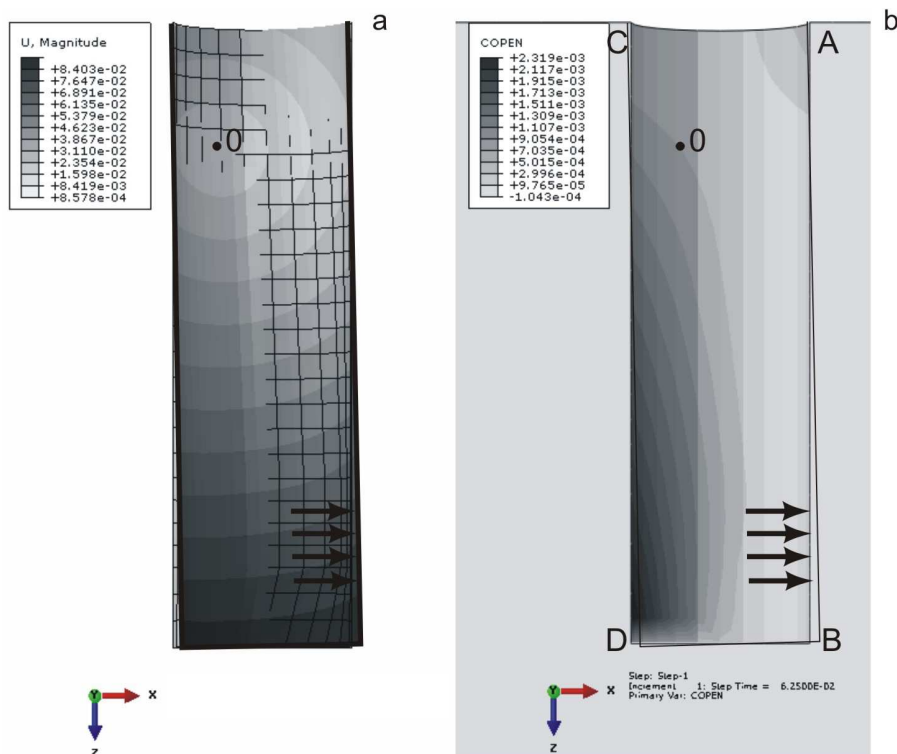 a
U, Magnitude
+8.403e-02
+7.647e-02
+6.891e-02
+6.135e-02
+5.379e-02
+4.623e-02
+3.867e-02
+3.110e-02
+2.354e-02
+1.598e-02
+8.419e-03
+8.578e-04
0
Y
X
Z
b
COPEN
+2.319e-03
+2.117e-03
+1.915e-03
+1.713e-03
+1.511e-03
+1.309e-03
+1.107e-03
+9.054e-04
+7.035e-04
+5.015e-04
+2.996e-04
+9.765e-05
-1.043e-04
C
A
0
D
B
Y
X
Z
Step: Step-1
Increment 1: Step Time = 6.2500E-02
Primary Var: COPEN